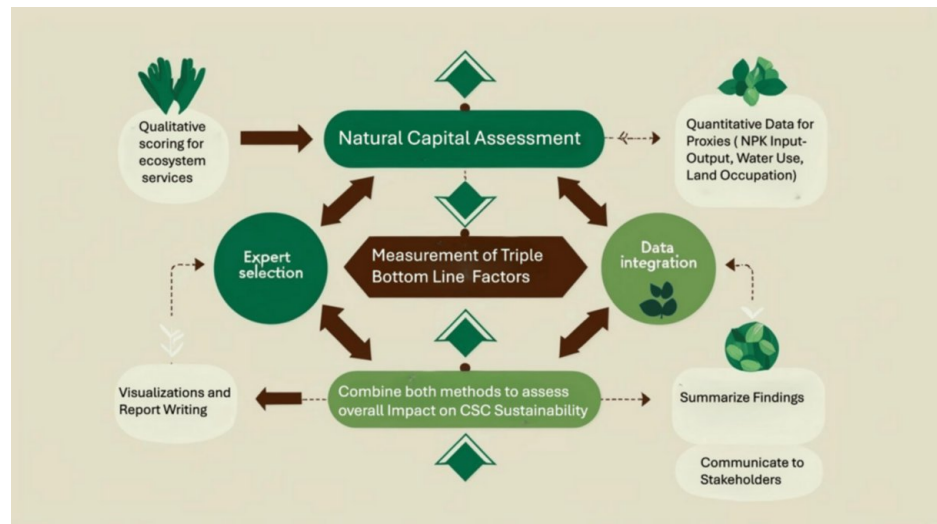 Qualitative
scoring for
ecosystem
services
Natural Capital Assessment
Quantitative Data for
Proxies ( NPK Input-
Output, Water Use,
Land Occupation)
Expert
selection
Measurement of Triple
Bottom Line Factors
Data
integration
Visualizations and
Report Writing
Combine both methods to assess
overall Impact on CSC Sustainability
Summarize Findings
Communicate to
Stakeholders